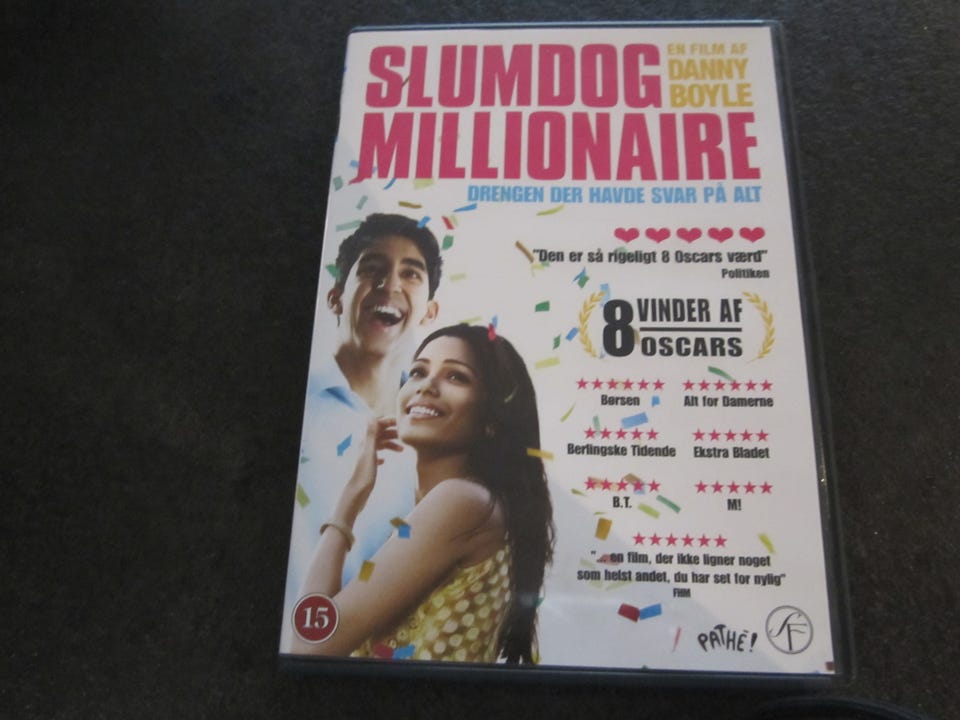 SLUMDOG
EN FILM AF
DANNY
BOYLE
MILLIONAIRE
DRENGEN DER HAVDE SVAR PÅ ALT
"Den er så rigeligt 8 Oscars værd"
Politiken
8 VINDER AF
OSCARS
Børsen Alt for Damerne
Berlingske Tidende Ekstra Bladet
B.T. M!
"... en film, der ikke ligner noget
som helst andet, du har set for nylig"
FHM
15
PATHÉ!
SF